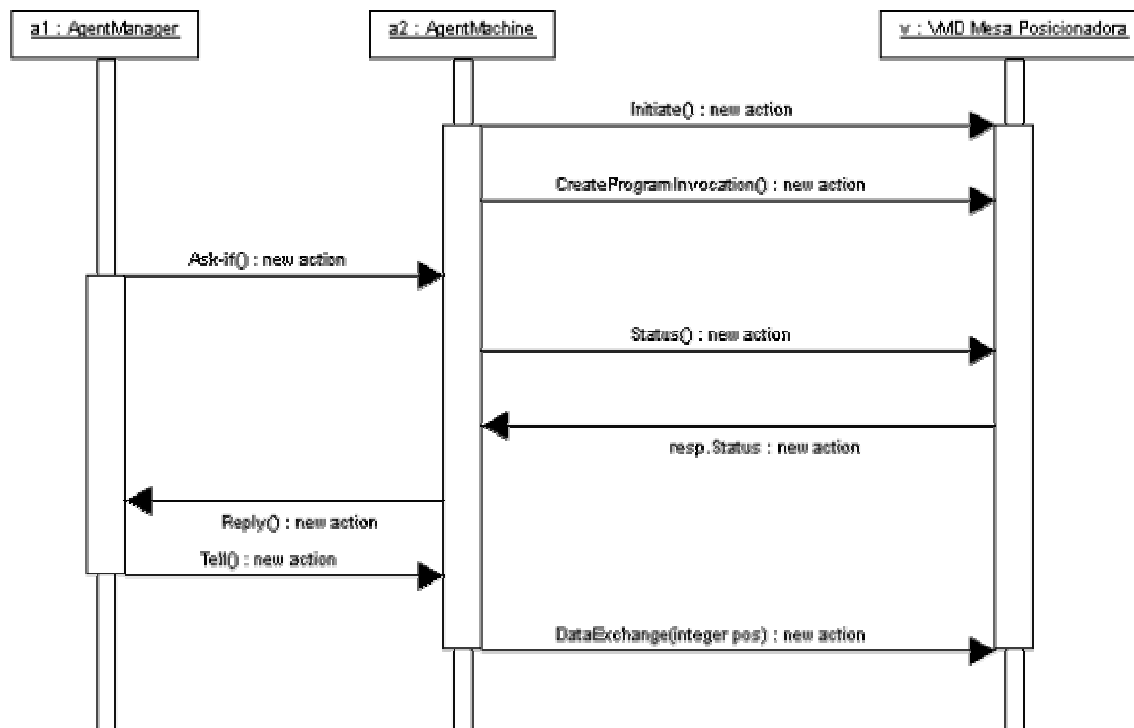 a1 : AgentManager
a2 : AgentMachine
v : VMD Mesa Posicionadora
Initiate() : new action
CreateProgramInvocation() : new action
Ask-if() : new action
Status() : new action
resp.Status : new action
Reply() : new action
Tell() : new action
DataExchange(integer pos) : new action